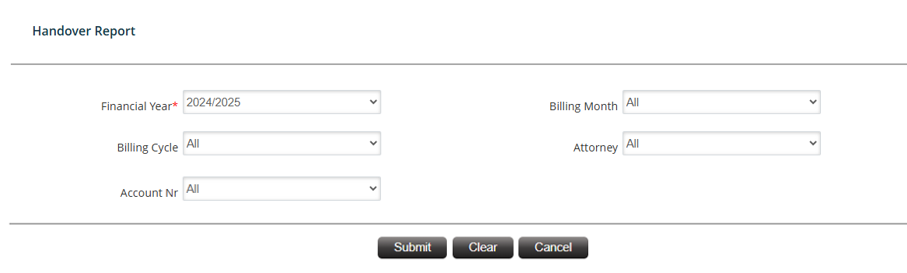 Handover Report
Financial Year* 2024/2025 Billing Month All
Billing Cycle All Attorney All
Account Nr All
Submit Clear Cancel